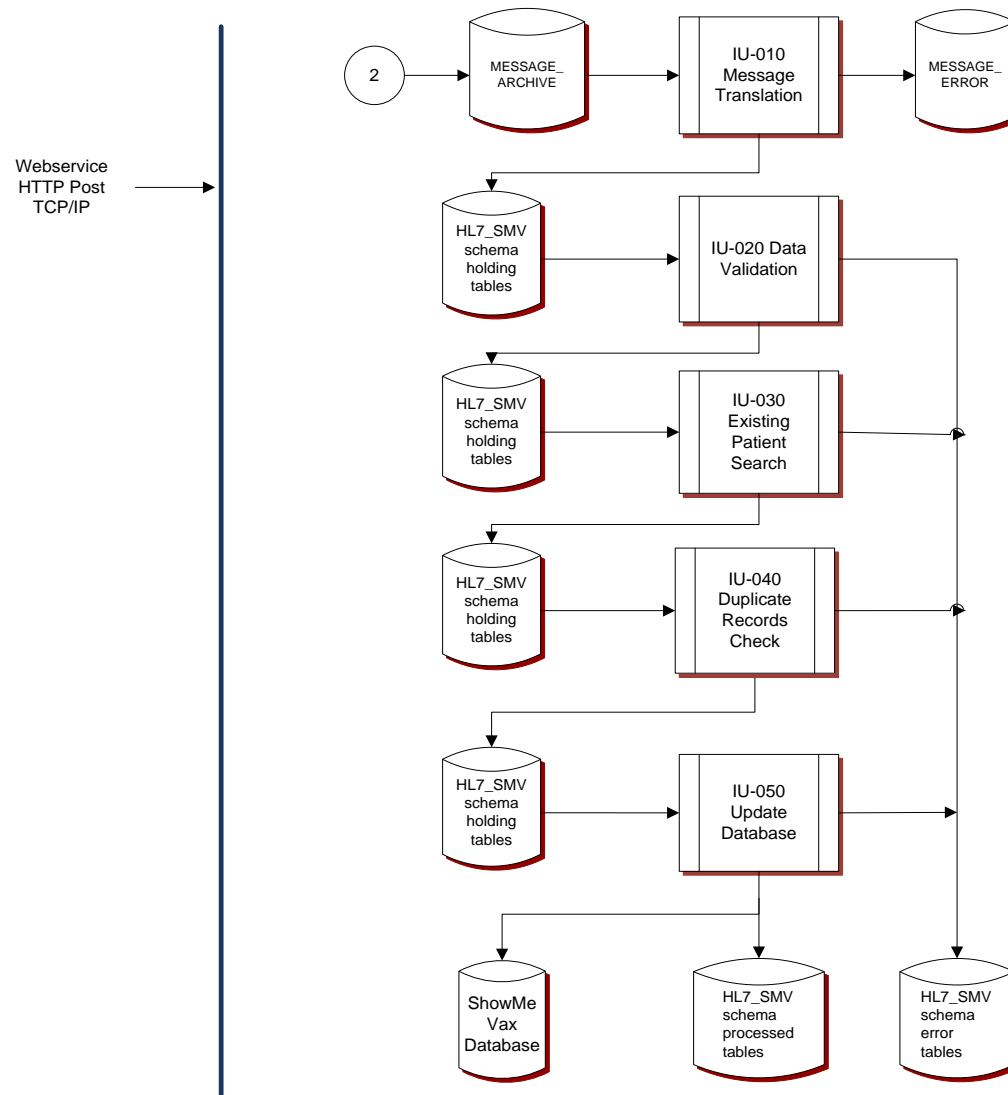 2
MESSAGE_
ARCHIVE
IU-010
Message
Translation
MESSAGE_
ERROR
Webservice
HTTP Post
TCP/IP
HL7_SMV
schema
holding
tables
IU-020 Data
Validation
HL7_SMV
schema
holding
tables
IU-030
Existing
Patient
Search
HL7_SMV
schema
holding
tables
IU-040
Duplicate
Records
Check
HL7_SMV
schema
holding
tables
IU-050
Update
Database
ShowMe
Vax
Database
HL7_SMV
schema
processed
tables
HL7_SMV
schema
error
tables